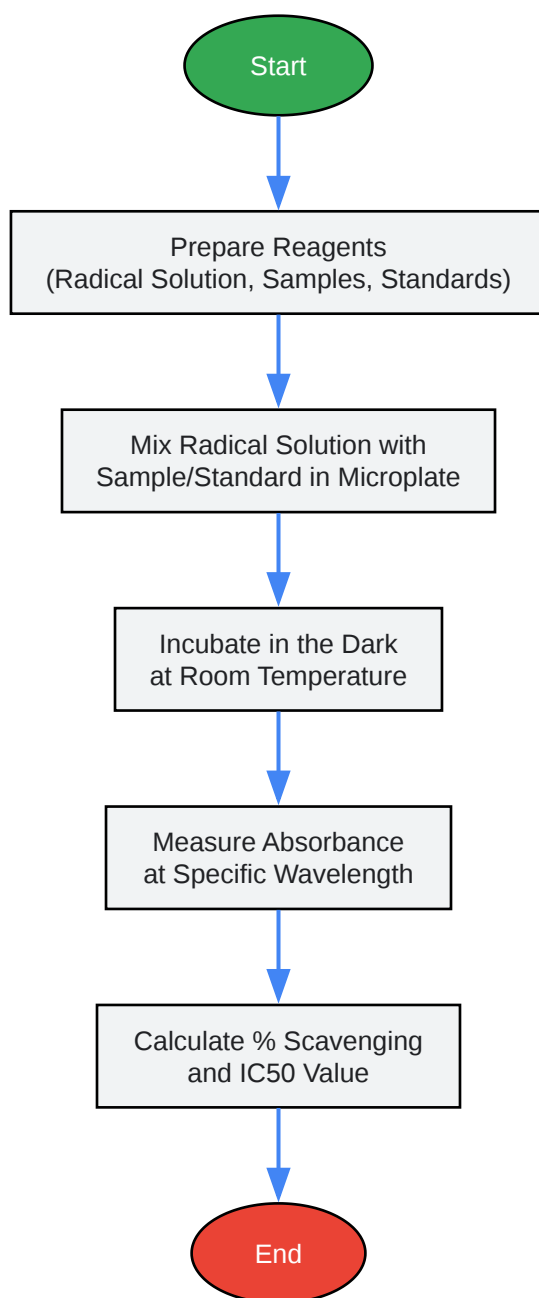 Start
Prepare Reagents
(Radical Solution, Samples, Standards)
Mix Radical Solution with
Sample/Standard in Microplate
Incubate in the Dark
at Room Temperature
Measure Absorbance
at Specific Wavelength
Calculate % Scavenging
and IC50 Value
End